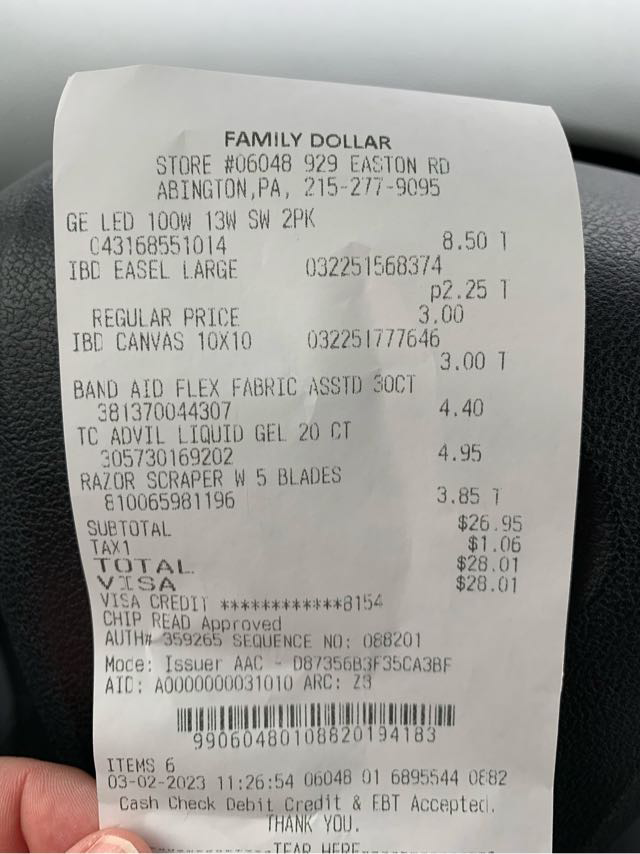 FAMILY DOLLAR
STORE #06048 929 EASTON RD
ABINGTON,PA, 215-277-9095
GE LED 100W 13W SW 2PK
043168551014 8.50 T
IBD EASEL LARGE 032251568374
p2.25 T
REGULAR PRICE 3.00
IBD CANVAS 10X10 032251777646
3.00 T
BAND AID FLEX FABRIC ASSTD 30CT
381370044307 4.40
TC ADVIL LIQUID GEL 20 CT
305730169202 4.95
RAZOR SCRAPER W 5 BLADES
810065981196 3.85 T
SUBTOTAL $26.95
TAX1 $1.06
TOTAL $28.01
VISA $28.01
VISA CREDIT ************8154
CHIP READ Approved
AUTH# 359265 SEQUENCE NO: 088201
Mode: Issuer AAC - D87356B3F35CA3BF
AID: A0000000031010 ARC: Z3
99060480108820194183
ITEMS 6
03-02-2023 11:26:54 06048 01 6895544 0882
Cash Check Debit Credit & EBT Accepted.
THANK YOU.
TEAR HERE